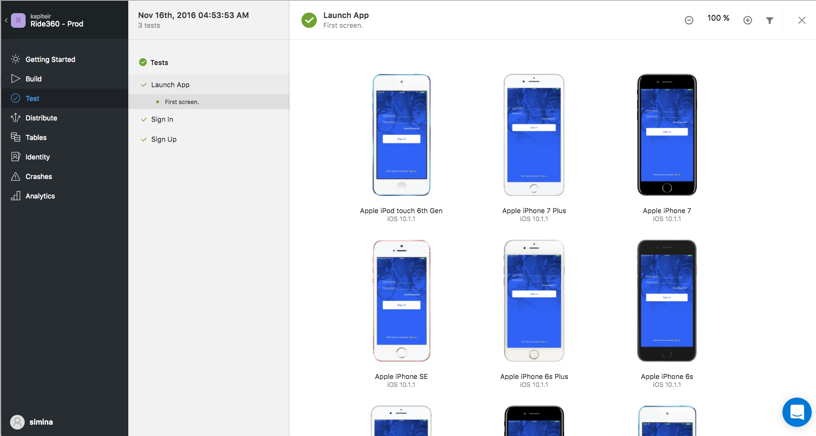 kapiteir
R
Ride360 - Prod
Getting Started
Build
Test
Distribute
Tables
Identity
Crashes
Analytics
simina
Nov 16th, 2016 04:53:53 AM
3 tests
Tests
Launch App
First screen.
Sign In
Sign Up
Launch App
First screen.
100 %
Apple iPod touch 6th Gen
iOS 10.1.1
Apple iPhone 7 Plus
iOS 10.1.1
Apple iPhone 7
iOS 10.1.1
Apple iPhone SE
iOS 10.1.1
Apple iPhone 6s Plus
iOS 10.1.1
Apple iPhone 6s
iOS 10.1.1